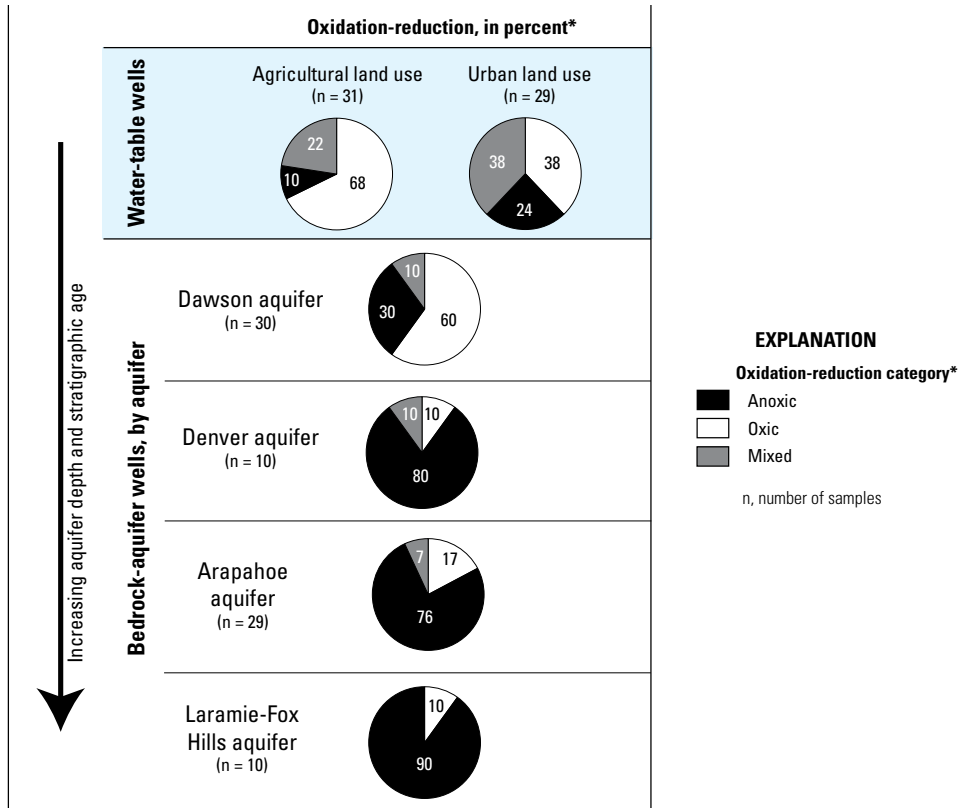 Oxidation-reduction, in percent*
Water-table wells
Agricultural land use
(n = 31)
22
10
68
Urban land use
(n = 29)
38
38
24
Increasing aquifer depth and stratigraphic age
Bedrock-aquifer wells, by aquifer
Dawson aquifer
(n = 30)
10
30
60
Denver aquifer
(n = 10)
10
10
80
Arapahoe
aquifer
(n = 29)
7
17
76
Laramie-Fox
Hills aquifer
(n = 10)
10
90
EXPLANATION
Oxidation-reduction category*
Anoxic
Oxic
Mixed
n, number of samples